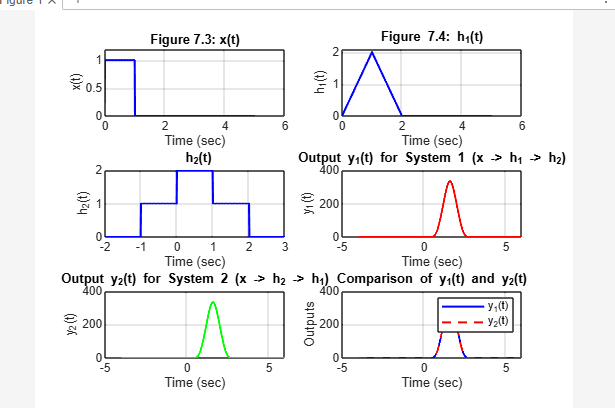 Figure 1 ×
Figure 7.3: x(t)
x(t)
1
0.5
0
0 2 4 6
Time (sec)
Figure 7.4: h₁(t)
h₁(t)
2
1
0
0 2 4 6
Time (sec)
h₂(t)
h₂(t)
2
1
0
-2 -1 0 1 2 3
Time (sec)
Output y₁(t) for System 1 (x -> h₁ -> h₂)
y₁(t)
400
200
0
-5 0 5
Time (sec)
Output y₂(t) for System 2 (x -> h₂ -> h₁)
y₂(t)
400
200
0
-5 0 5
Time (sec)
Comparison of y₁(t) and y₂(t)
Outputs
400
200
0
y₁(t)
y₂(t)
-5 0 5
Time (sec)